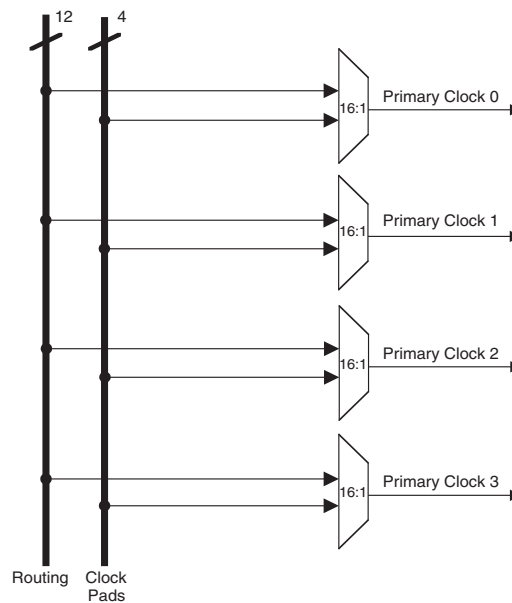 12 4
16:1 Primary Clock 0
16:1 Primary Clock 1
16:1 Primary Clock 2
16:1 Primary Clock 3
Routing Clock
Pads